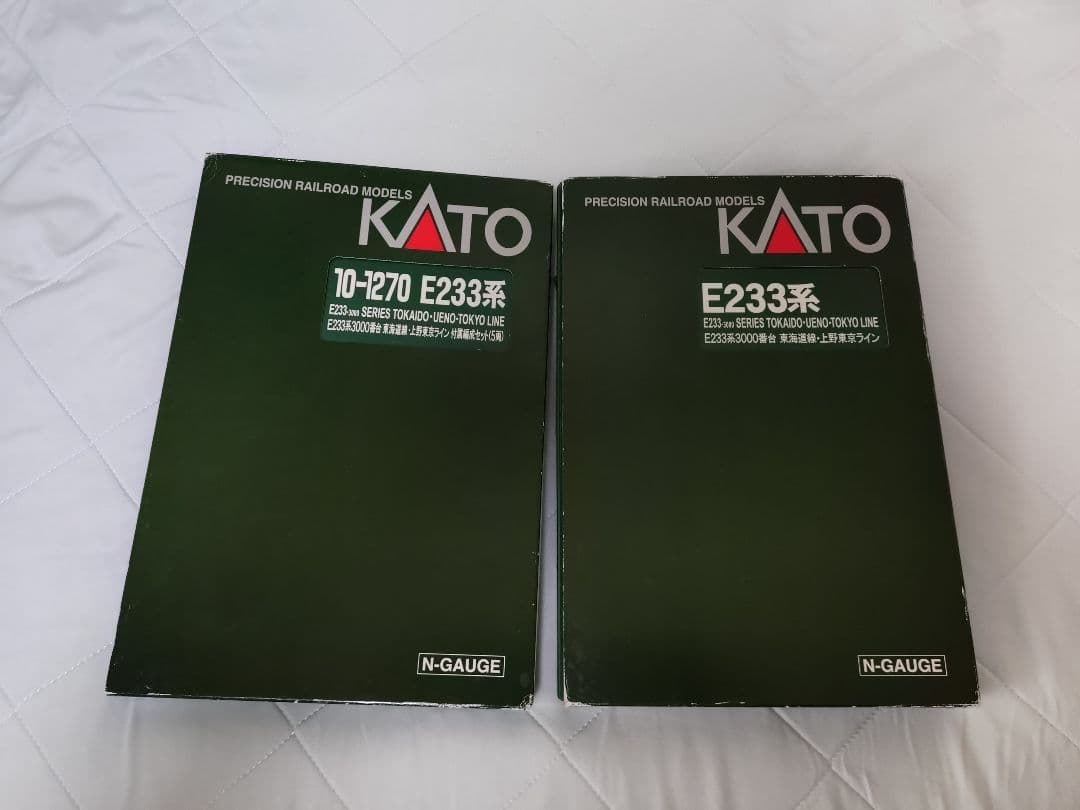 PRECISION RAILROAD MODELS
KATO
10-1270 E233系
E233-3000 SERIES TOKAIDO・UENO-TOKYO LINE
E233系3000番台 東海道線・上野東京ライン 付属編成セット(5両)
N-GAUGE
PRECISION RAILROAD MODELS
KATO
E233系
E233-3000 SERIES TOKAIDO・UENO-TOKYO LINE
E233系3000番台 東海道線・上野東京ライン
N-GAUGE